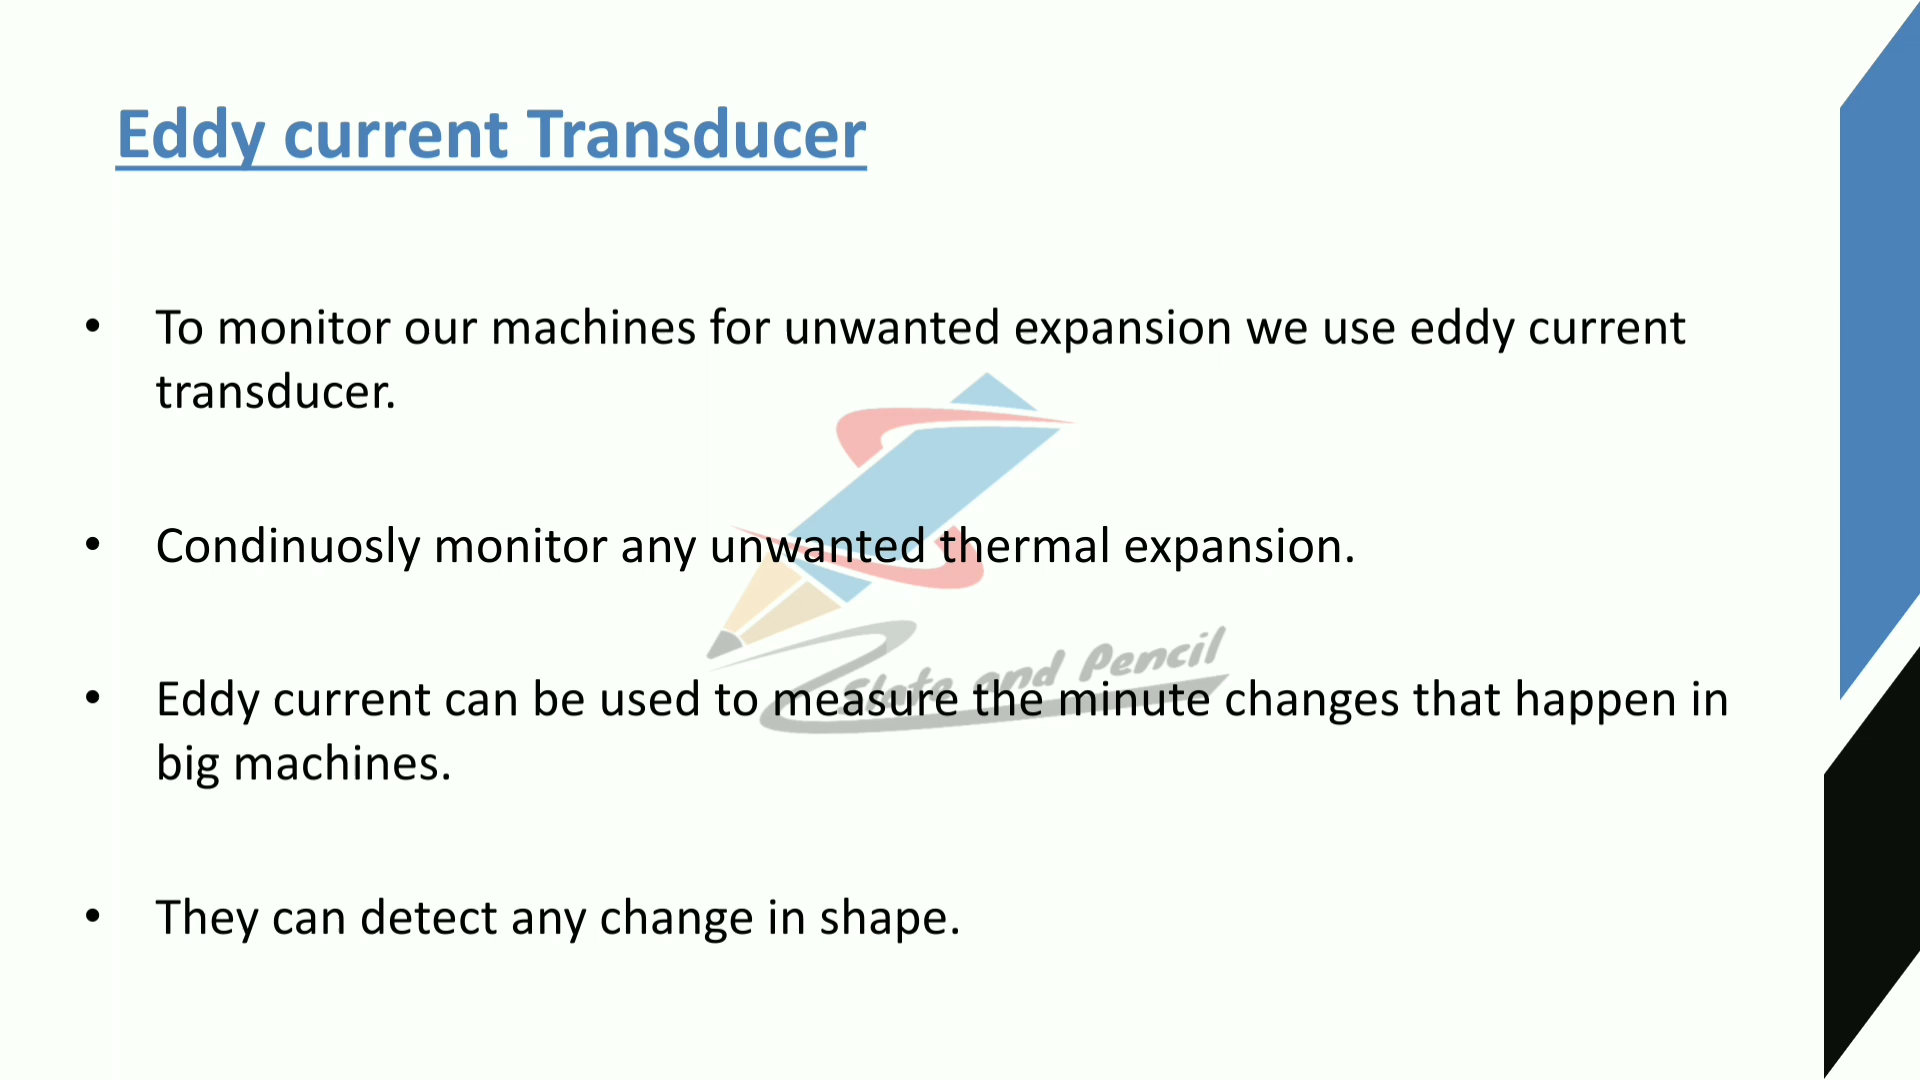 Eddy current Transducer
• To monitor our machines for unwanted expansion we use eddy current
transducer.
• Condinuosly monitor any unwanted thermal expansion.
Slate and Pencil
• Eddy current can be used to measure the minute changes that happen in
big machines.
• They can detect any change in shape.